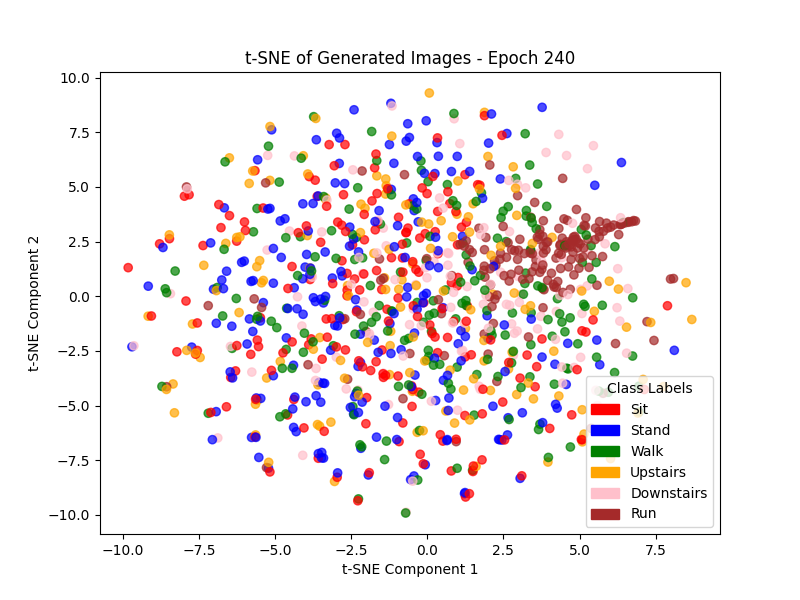 t-SNE of Generated Images - Epoch 240
t-SNE Component 2
10.0
7.5
5.0
2.5
0.0
−2.5
−5.0
−7.5
−10.0
Class Labels
Sit
Stand
Walk
Upstairs
Downstairs
Run
−10.0 −7.5 −5.0 −2.5 0.0 2.5 5.0 7.5
t-SNE Component 1